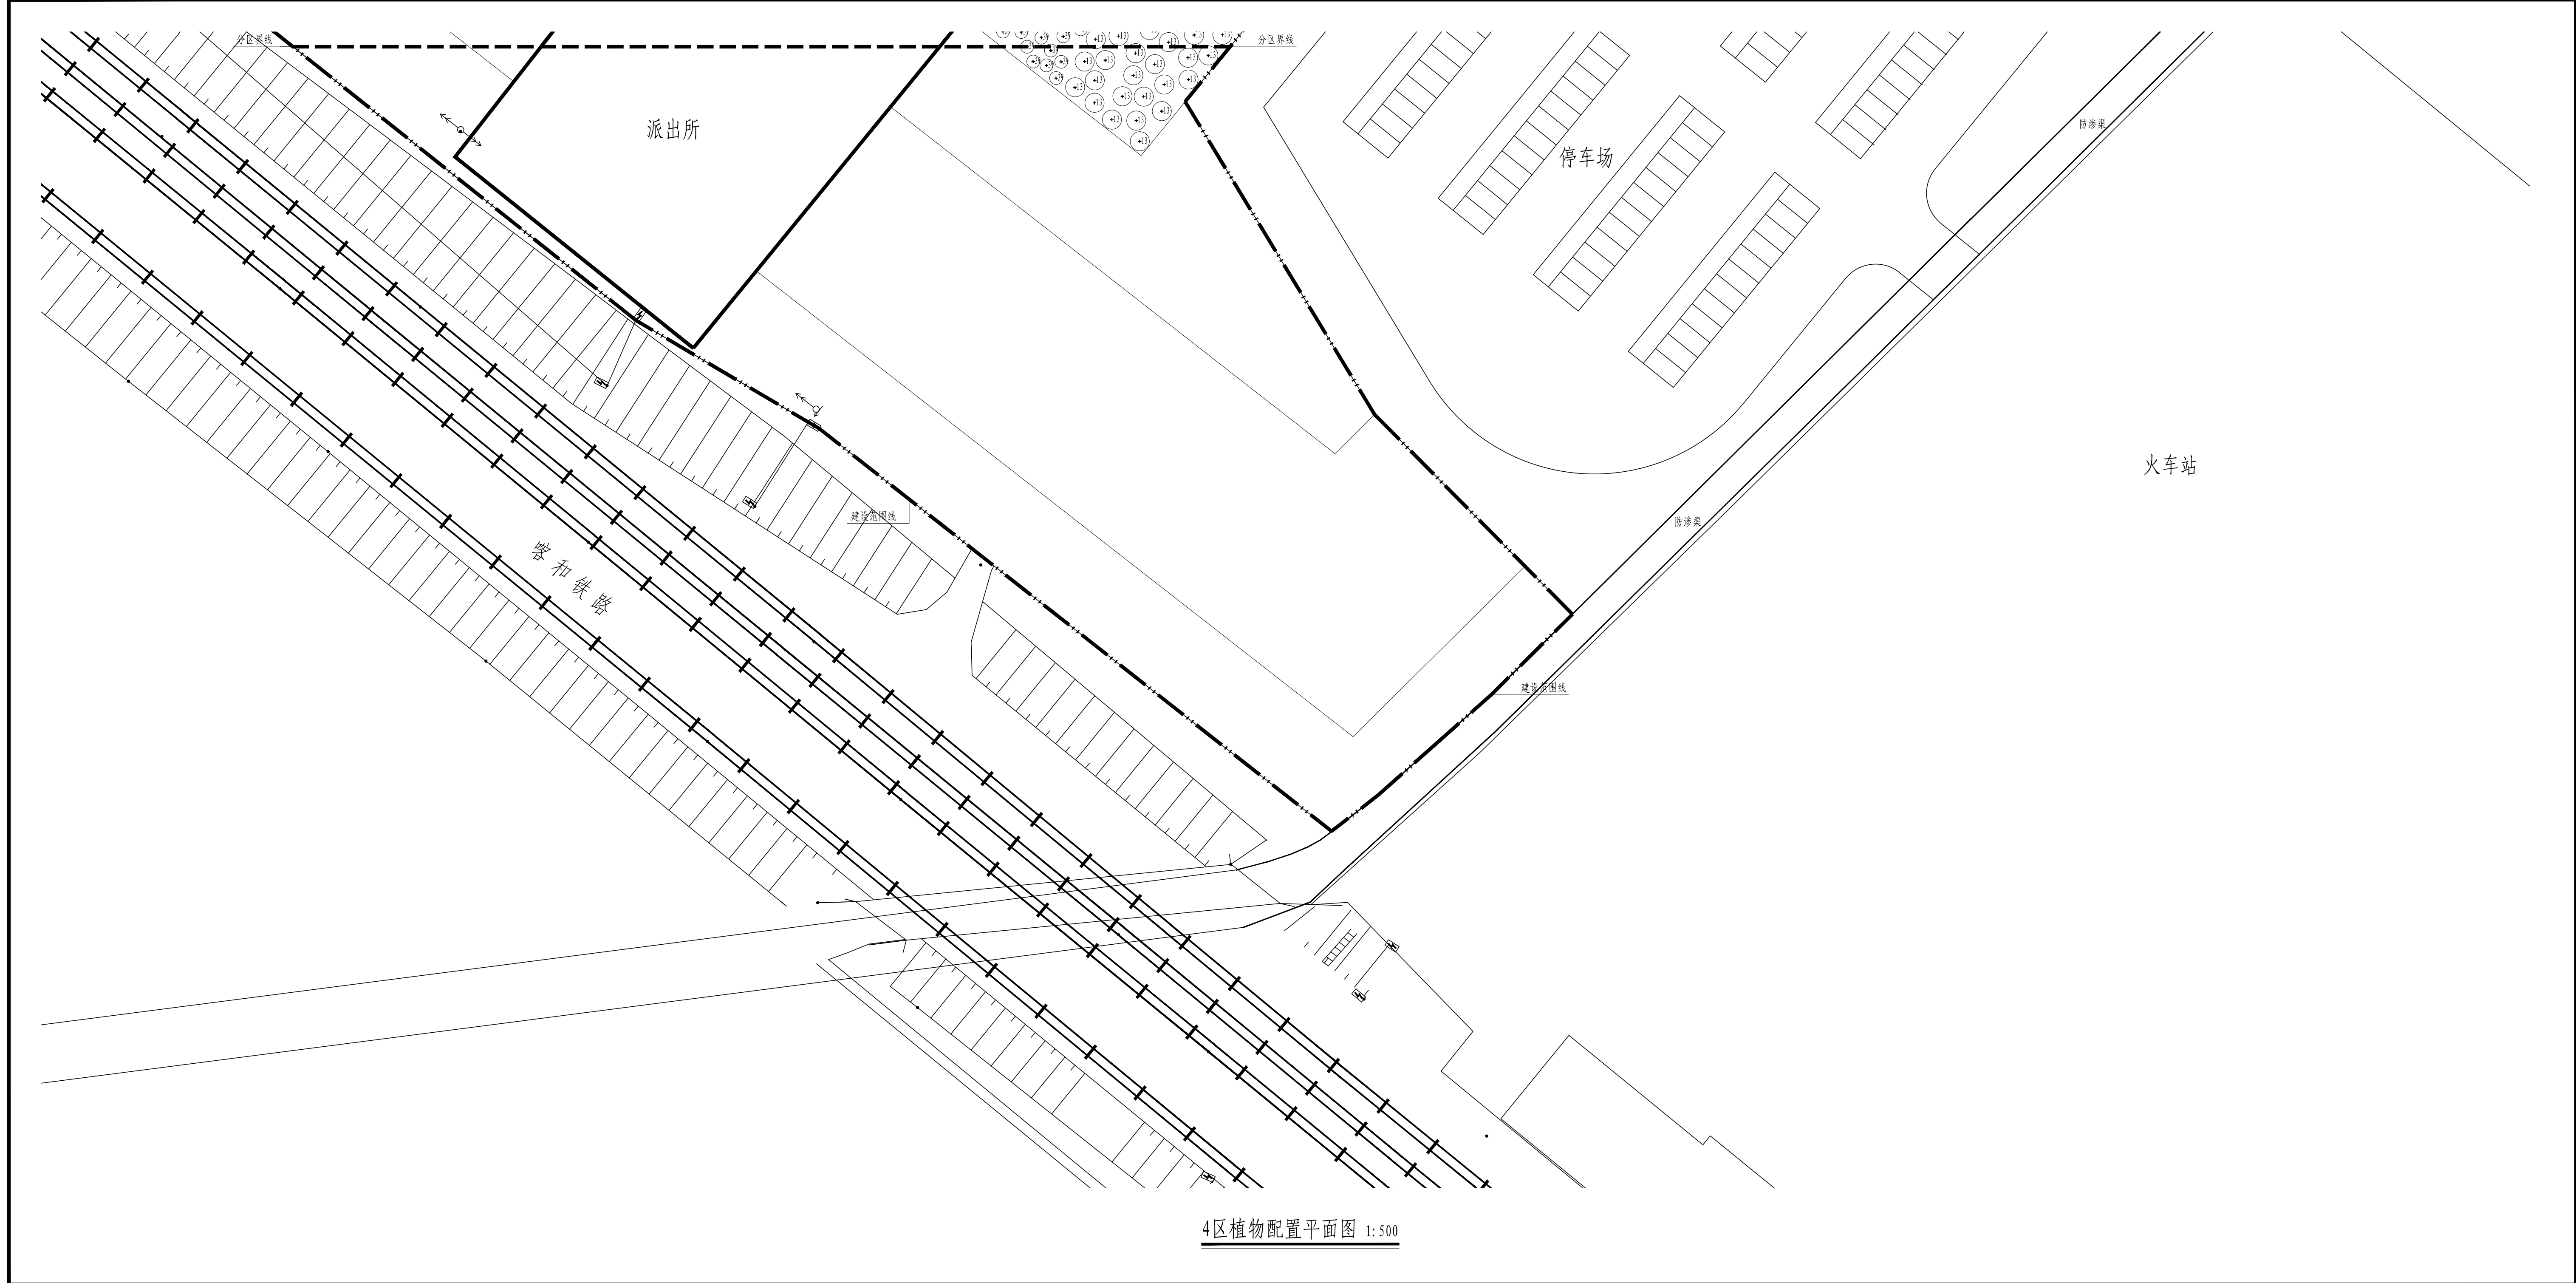 分区界线
分区界线
派出所
停车场
防渗渠
火车站
建设范围线
防渗渠
喀和铁路
建设范围线
4区植物配置平面图 1:500